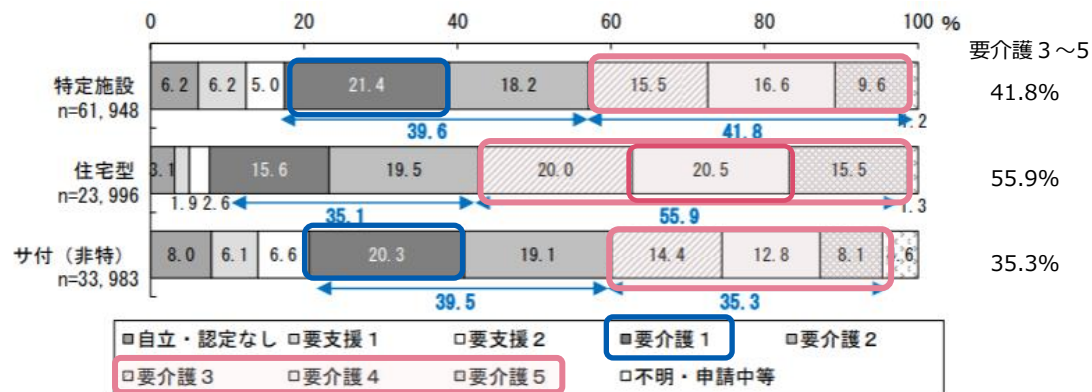 0 20 40 60 80 100 %
要介護3～5
特定施設 6.2 6.2 5.0 21.4 18.2 15.5 16.6 9.6 41.8%
n=61,948
39.6 41.8 1.2
住宅型 3.1 15.6 19.5 20.0 20.5 15.5 55.9%
n=23,996
1.9 2.6 35.1 55.9 1.3
サ付（非特） 8.0 6.1 6.6 20.3 19.1 14.4 12.8 8.1 35.3%
n=33,983
39.5 35.3
自立・認定なし 要支援1 要支援2 要介護1 要介護2
要介護3 要介護4 要介護5 不明・申請中等